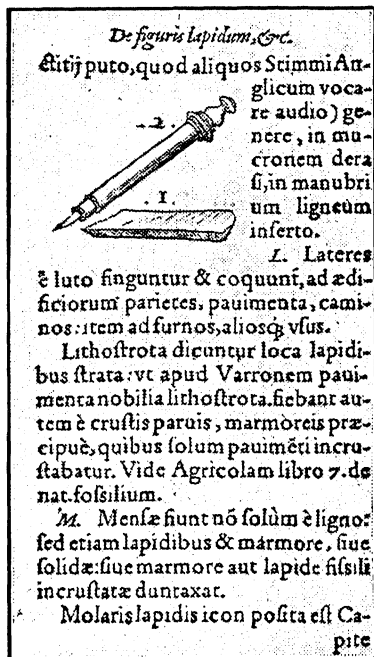 De figuris lapidum, &c.
ctitij puto, quod aliquos Stimmi An-
glicum voca-
re audio) ge-
nere, in mu-
cronem dera
ſi, in manubri
um ligneum
inſerto.
.2.
.1.
L. Lateres
è luto finguntur & coquunt̃, ad ædi-
ficiorum parietes, pauimenta, cami-
nos: item ad furnos, aliosq; vſus.
Lithoſtrota dicuntur loca lapidi-
bus ſtrata: vt apud Varronem paui-
menta nobilia lithoſtrota. fiebant au-
tem è cruſtis paruis, marmoreis præ-
cipuè, quibus ſolum pauimẽti incru-
ſtabatur. Vide Agricolam libro 7. de
nat. foſſilium.
M. Menſæ fiunt nõ ſolùm è ligno:
ſed etiam lapidibus & marmore, ſiue
ſolidæ: ſiue marmore aut lapide fiſſili
incruſtatæ duntaxat.
Molaris lapidis icon poſita eſt Ca-
pite